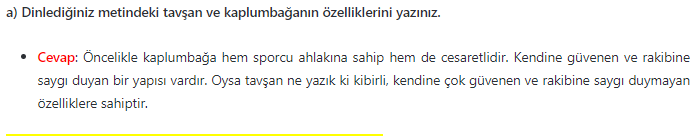 a) Dinlediğiniz metindeki tavşan ve kaplumbağanın özelliklerini yazınız.
• Cevap: Öncelikle kaplumbağa hem sporcu ahlakına sahip hem de cesaretlidir. Kendine güvenen ve rakibine
saygı duyan bir yapısı vardır. Oysa tavşan ne yazık ki kibirli, kendine çok güvenen ve rakibine saygı duymayan
özelliklere sahiptir.